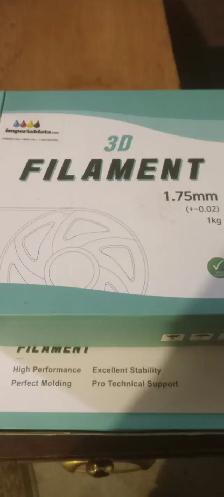 3D
FILAMENT
1.75mm
(+-0.02)
1kg
FILAMENT
High Performance Excellent Stability
Perfect Molding Pro Technical Support